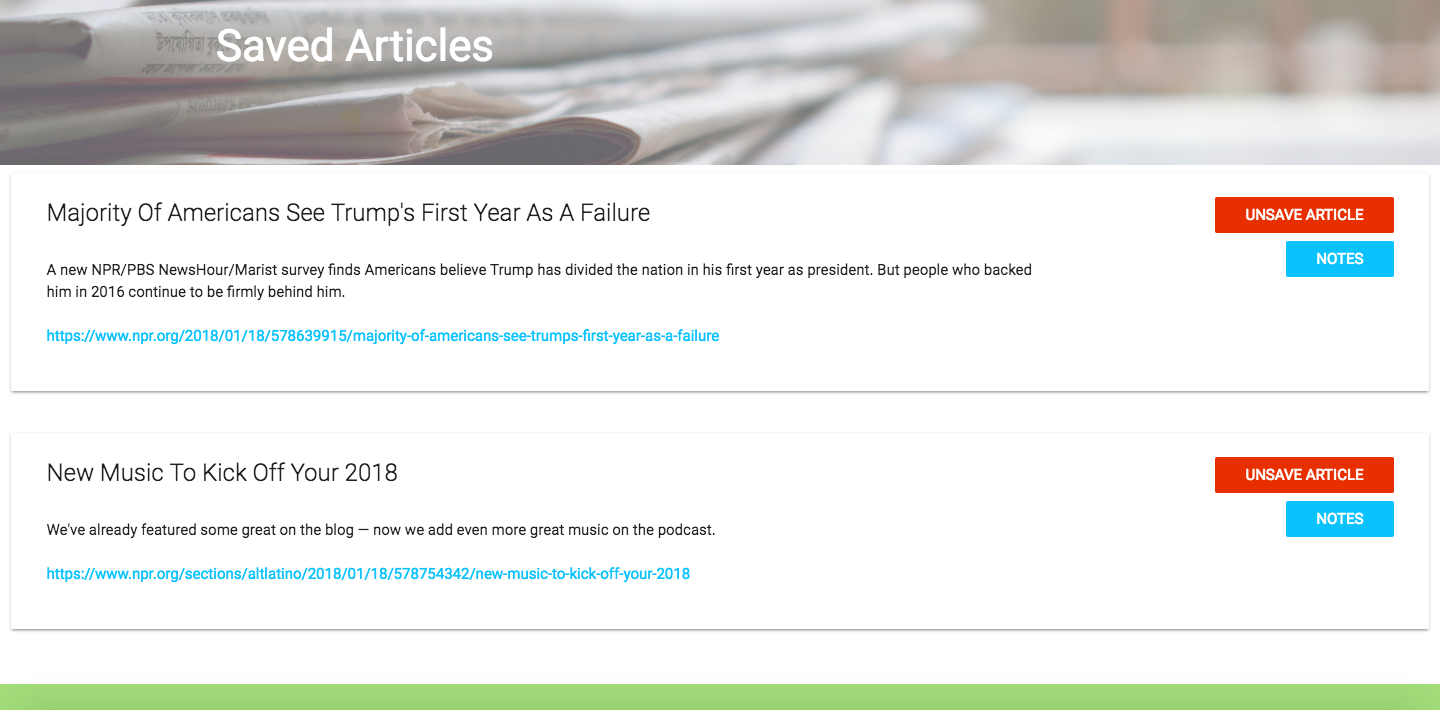 উপযোগিতা
Saved Articles
Majority Of Americans See Trump's First Year As A Failure
UNSAVE ARTICLE
NOTES
A new NPR/PBS NewsHour/Marist survey finds Americans believe Trump has divided the nation in his first year as president. But people who backed
him in 2016 continue to be firmly behind him.
https://www.npr.org/2018/01/18/578639915/majority-of-americans-see-trumps-first-year-as-a-failure
New Music To Kick Off Your 2018
UNSAVE ARTICLE
NOTES
We've already featured some great on the blog — now we add even more great music on the podcast.
https://www.npr.org/sections/altlatino/2018/01/18/578754342/new-music-to-kick-off-your-2018